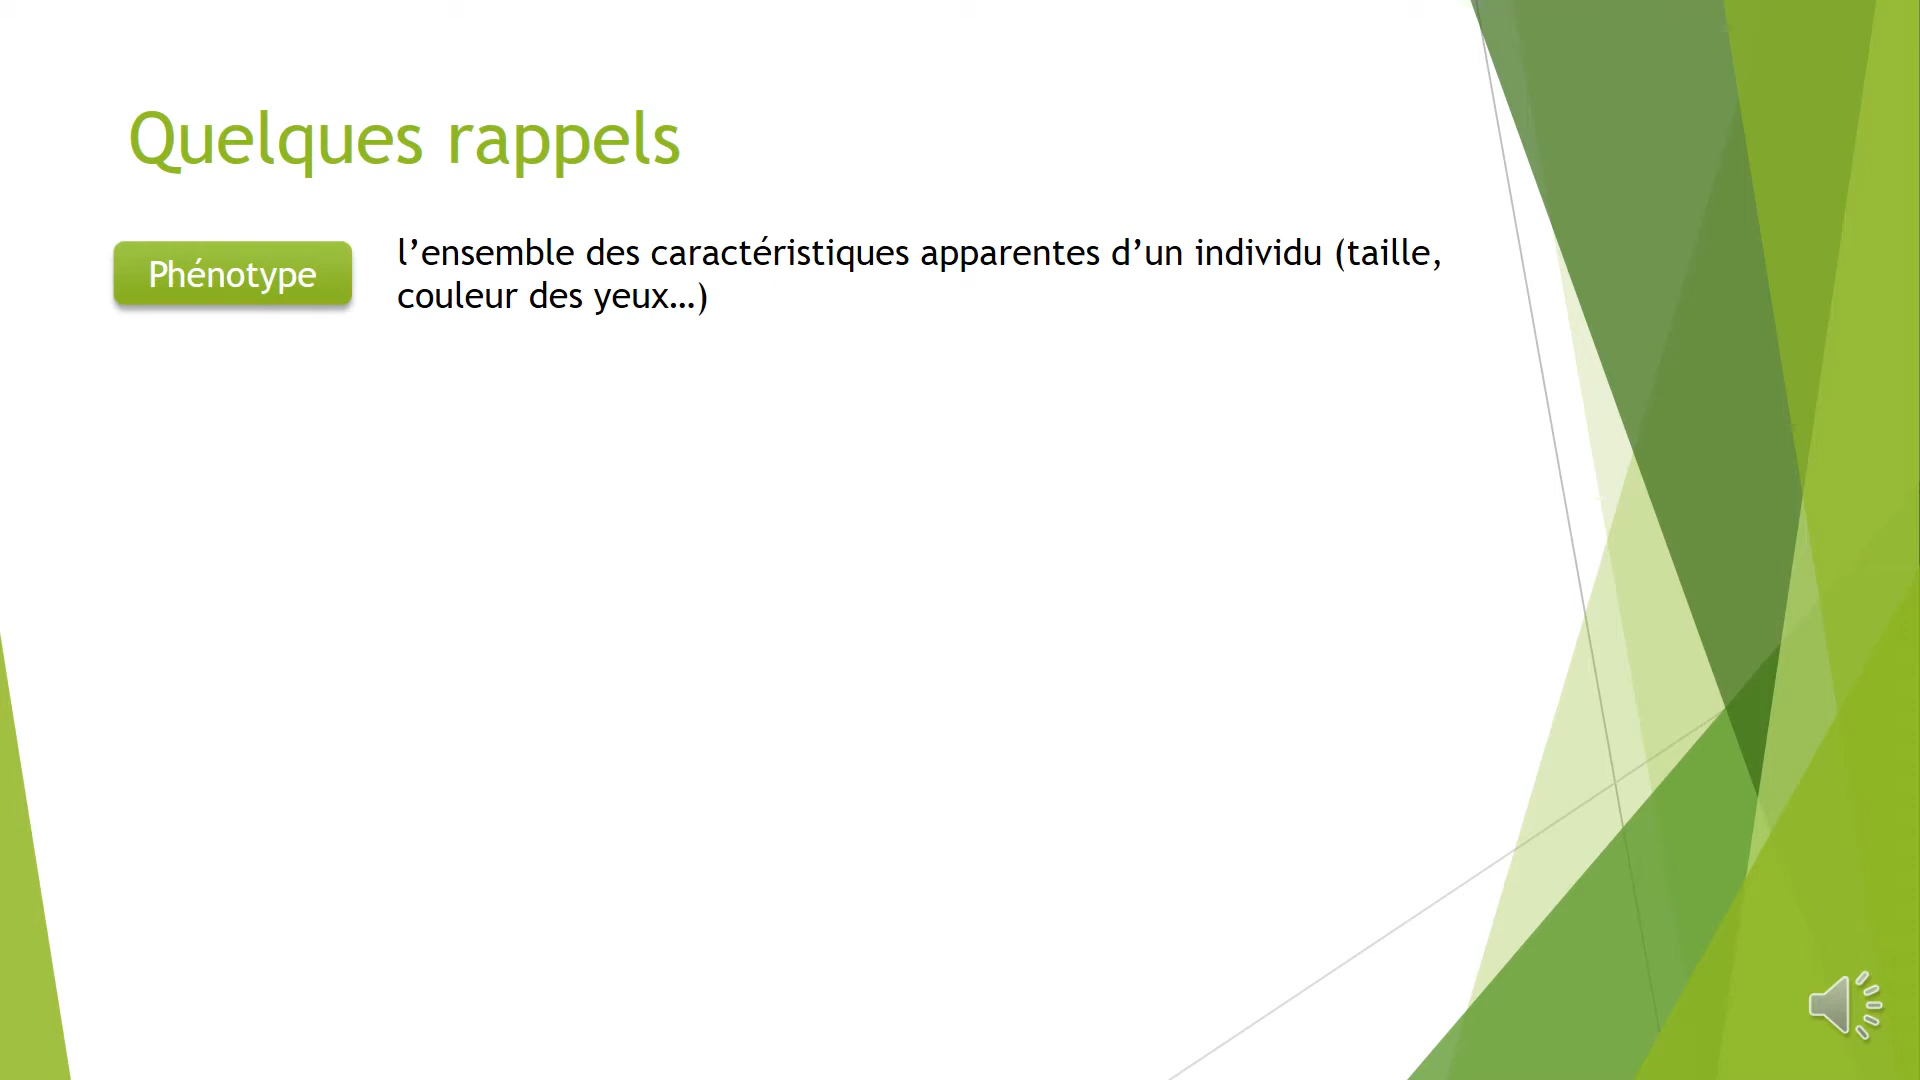 Quelques rappels
Phénotype
l’ensemble des caractéristiques apparentes d’un individu (taille,
couleur des yeux…)